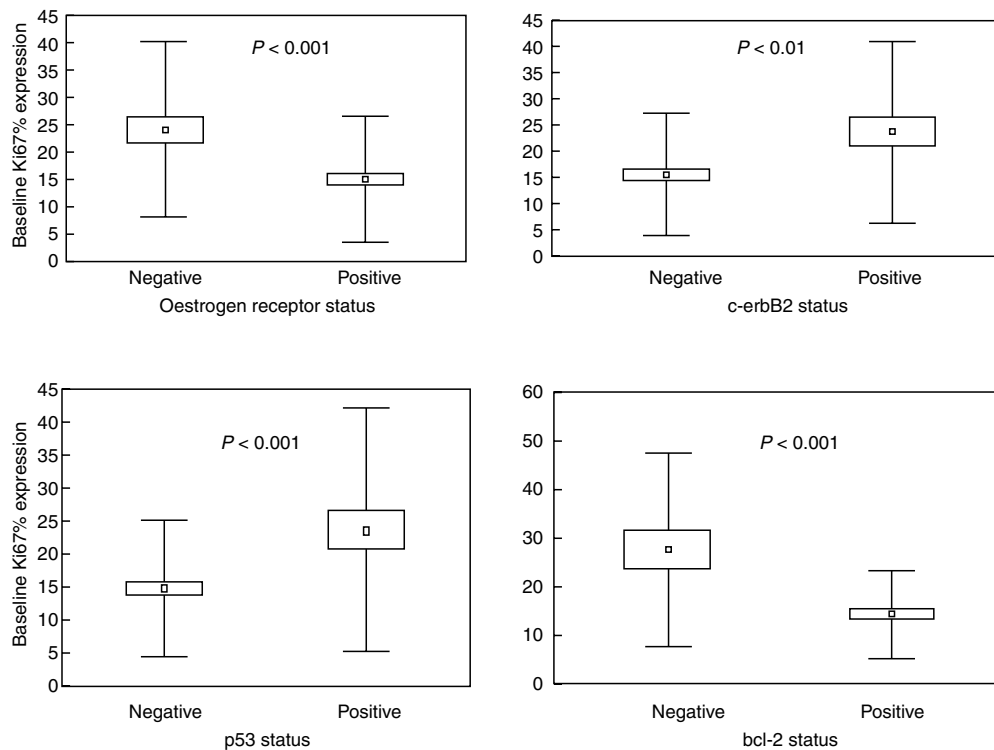 Baseline Ki67% expression
45
40
35
30
25
20
15
10
5
0
P < 0.001
Negative Positive
Oestrogen receptor status
45
40
35
30
25
20
15
10
5
0
P < 0.01
Negative Positive
c-erbB2 status
Baseline Ki67% expression
45
40
35
30
25
20
15
10
5
0
P < 0.001
Negative Positive
p53 status
60
50
40
30
20
10
0
P < 0.001
Negative Positive
bcl-2 status